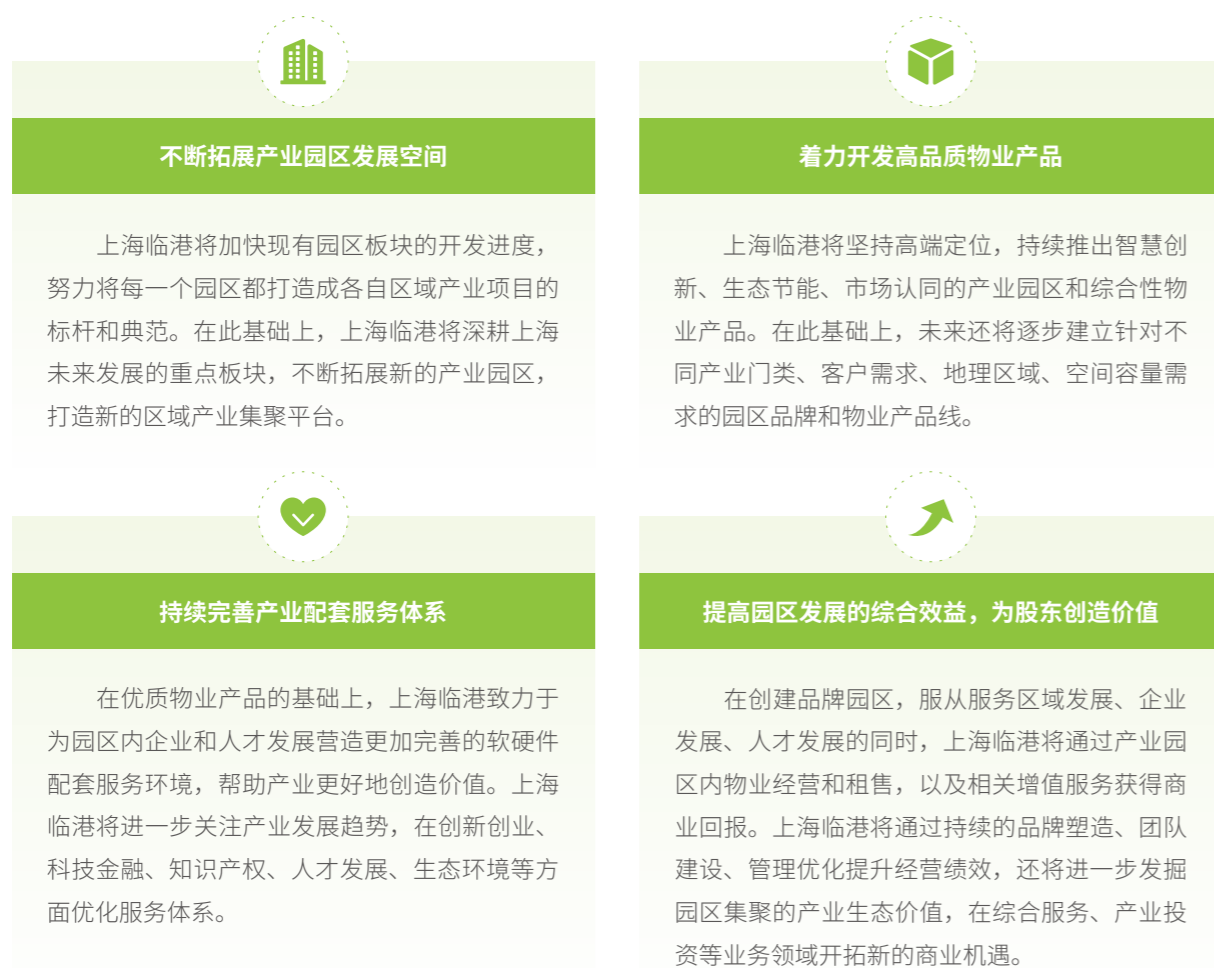 不断拓展产业园区发展空间
上海临港将加快现有园区板块的开发进度，
努力将每一个园区都打造成各自区域产业项目的
标杆和典范。在此基础上，上海临港将深耕上海
未来发展的重点板块，不断拓展新的产业园区，
打造新的区域产业集聚平台。
着力开发高品质物业产品
上海临港将坚持高端定位，持续推出智慧创
新、生态节能、市场认同的产业园区和综合性物
业产品。在此基础上，未来还将逐步建立针对不
同产业门类、客户需求、地理区域、空间容量需
求的园区品牌和物业产品线。
持续完善产业配套服务体系
在优质物业产品的基础上，上海临港致力于
为园区内企业和人才发展营造更加完善的软硬件
配套服务环境，帮助产业更好地创造价值。上海
临港将进一步关注产业发展趋势，在创新创业、
科技金融、知识产权、人才发展、生态环境等方
面优化服务体系。
提高园区发展的综合效益，为股东创造价值
在创建品牌园区，服从服务区域发展、企业
发展、人才发展的同时，上海临港将通过产业园
区内物业经营和租售，以及相关增值服务获得商
业回报。上海临港将通过持续的品牌塑造、团队
建设、管理优化提升经营绩效，还将进一步发掘
园区集聚的产业生态价值，在综合服务、产业投
资等业务领域开拓新的商业机遇。